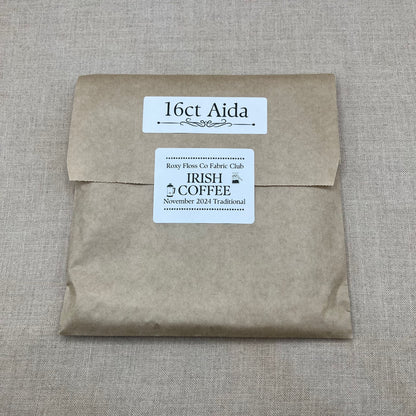 16ct Aida
Roxy Floss Co Fabric Club
IRISH
COFFEE
November 2024 Traditional